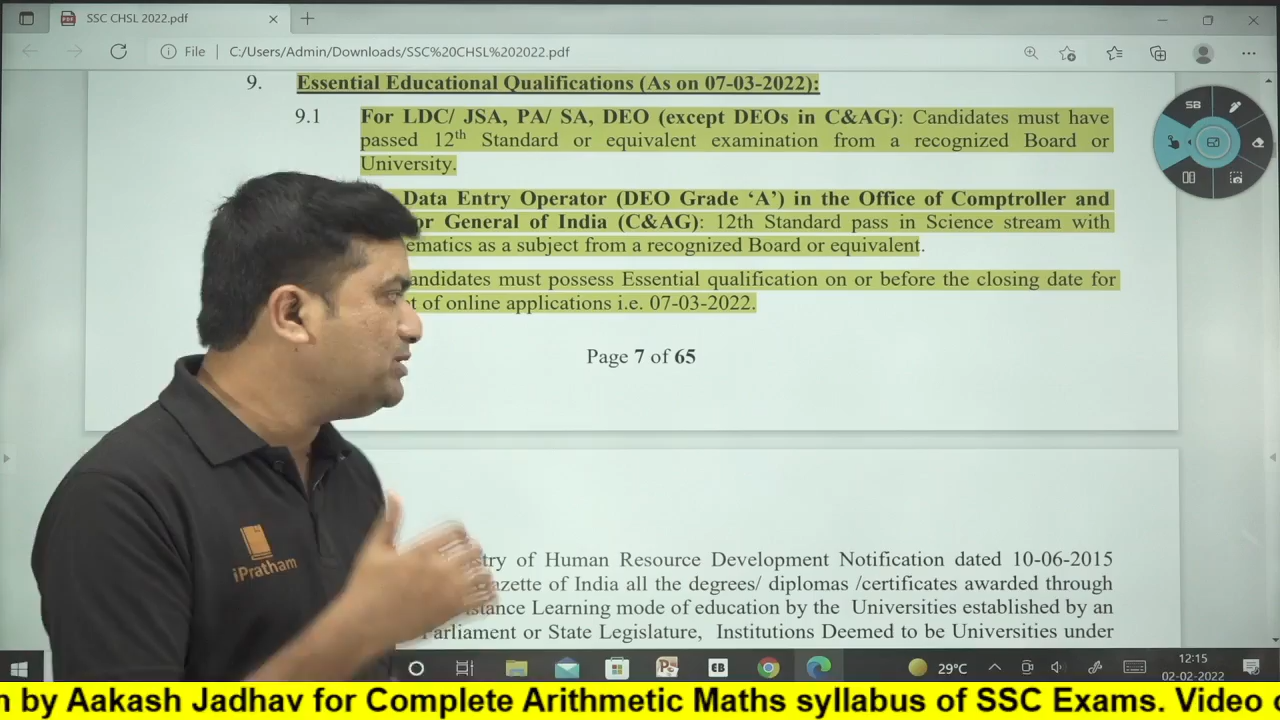 SSC CHSL 2022.pdf
File C:/Users/Admin/Downloads/SSC%20CHSL%202022.pdf
9. Essential Educational Qualifications (As on 07-03-2022):
9.1 For LDC/ JSA, PA/ SA, DEO (except DEOs in C&AG): Candidates must have
passed 12th Standard or equivalent examination from a recognized Board or
University.
Data Entry Operator (DEO Grade ‘A’) in the Office of Comptroller and
General of India (C&AG): 12th Standard pass in Science stream with
as a subject from a recognized Board or equivalent.
must possess Essential qualification on or before the closing date for
of online applications i.e. 07-03-2022.
Page 7 of 65
of Human Resource Development Notification dated 10-06-2015
of India all the degrees/ diplomas /certificates awarded through
Learning mode of education by the Universities established by an
Parliament or State Legislature, Institutions Deemed to be Universities under
SB
iPratham
EB
29°C
12:15
02-02-2022
by Aakash Jadhav for Complete Arithmetic Maths syllabus of SSC Exams. Video